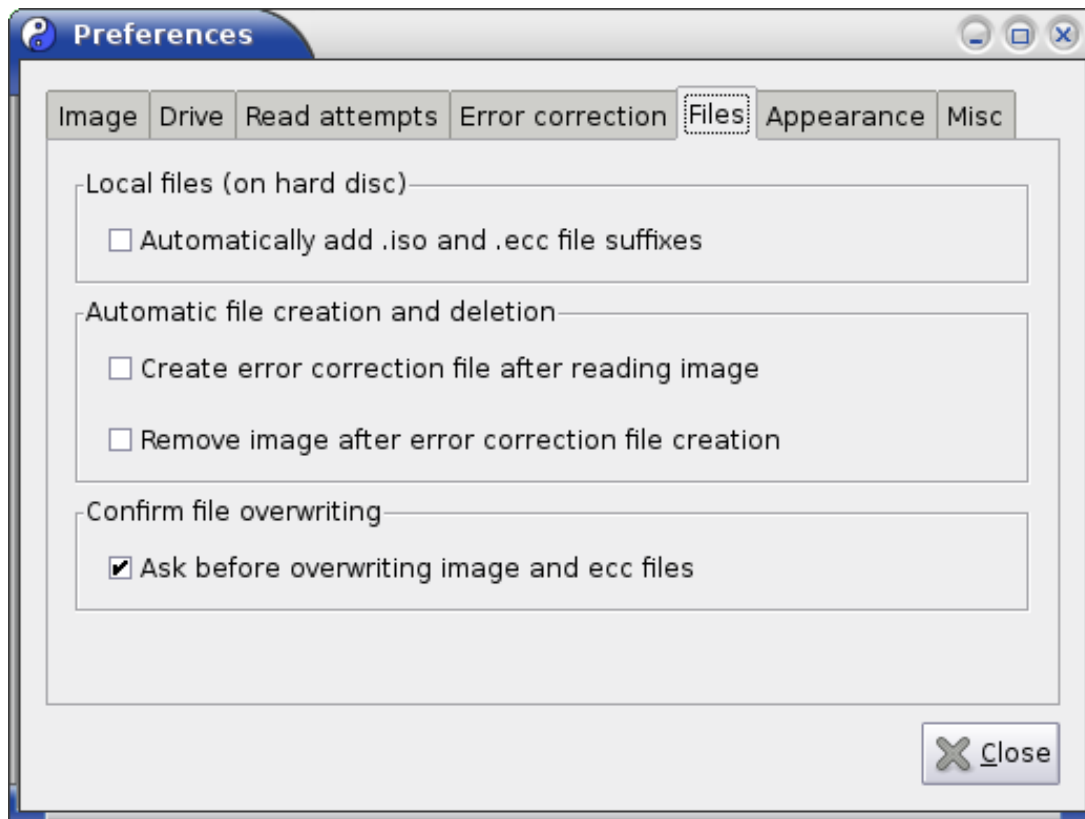 Preferences
Image Drive Read attempts Error correction Files Appearance Misc
Local files (on hard disc)
Automatically add .iso and .ecc file suffixes
Automatic file creation and deletion
Create error correction file after reading image
Remove image after error correction file creation
Confirm file overwriting
Ask before overwriting image and ecc files
Close